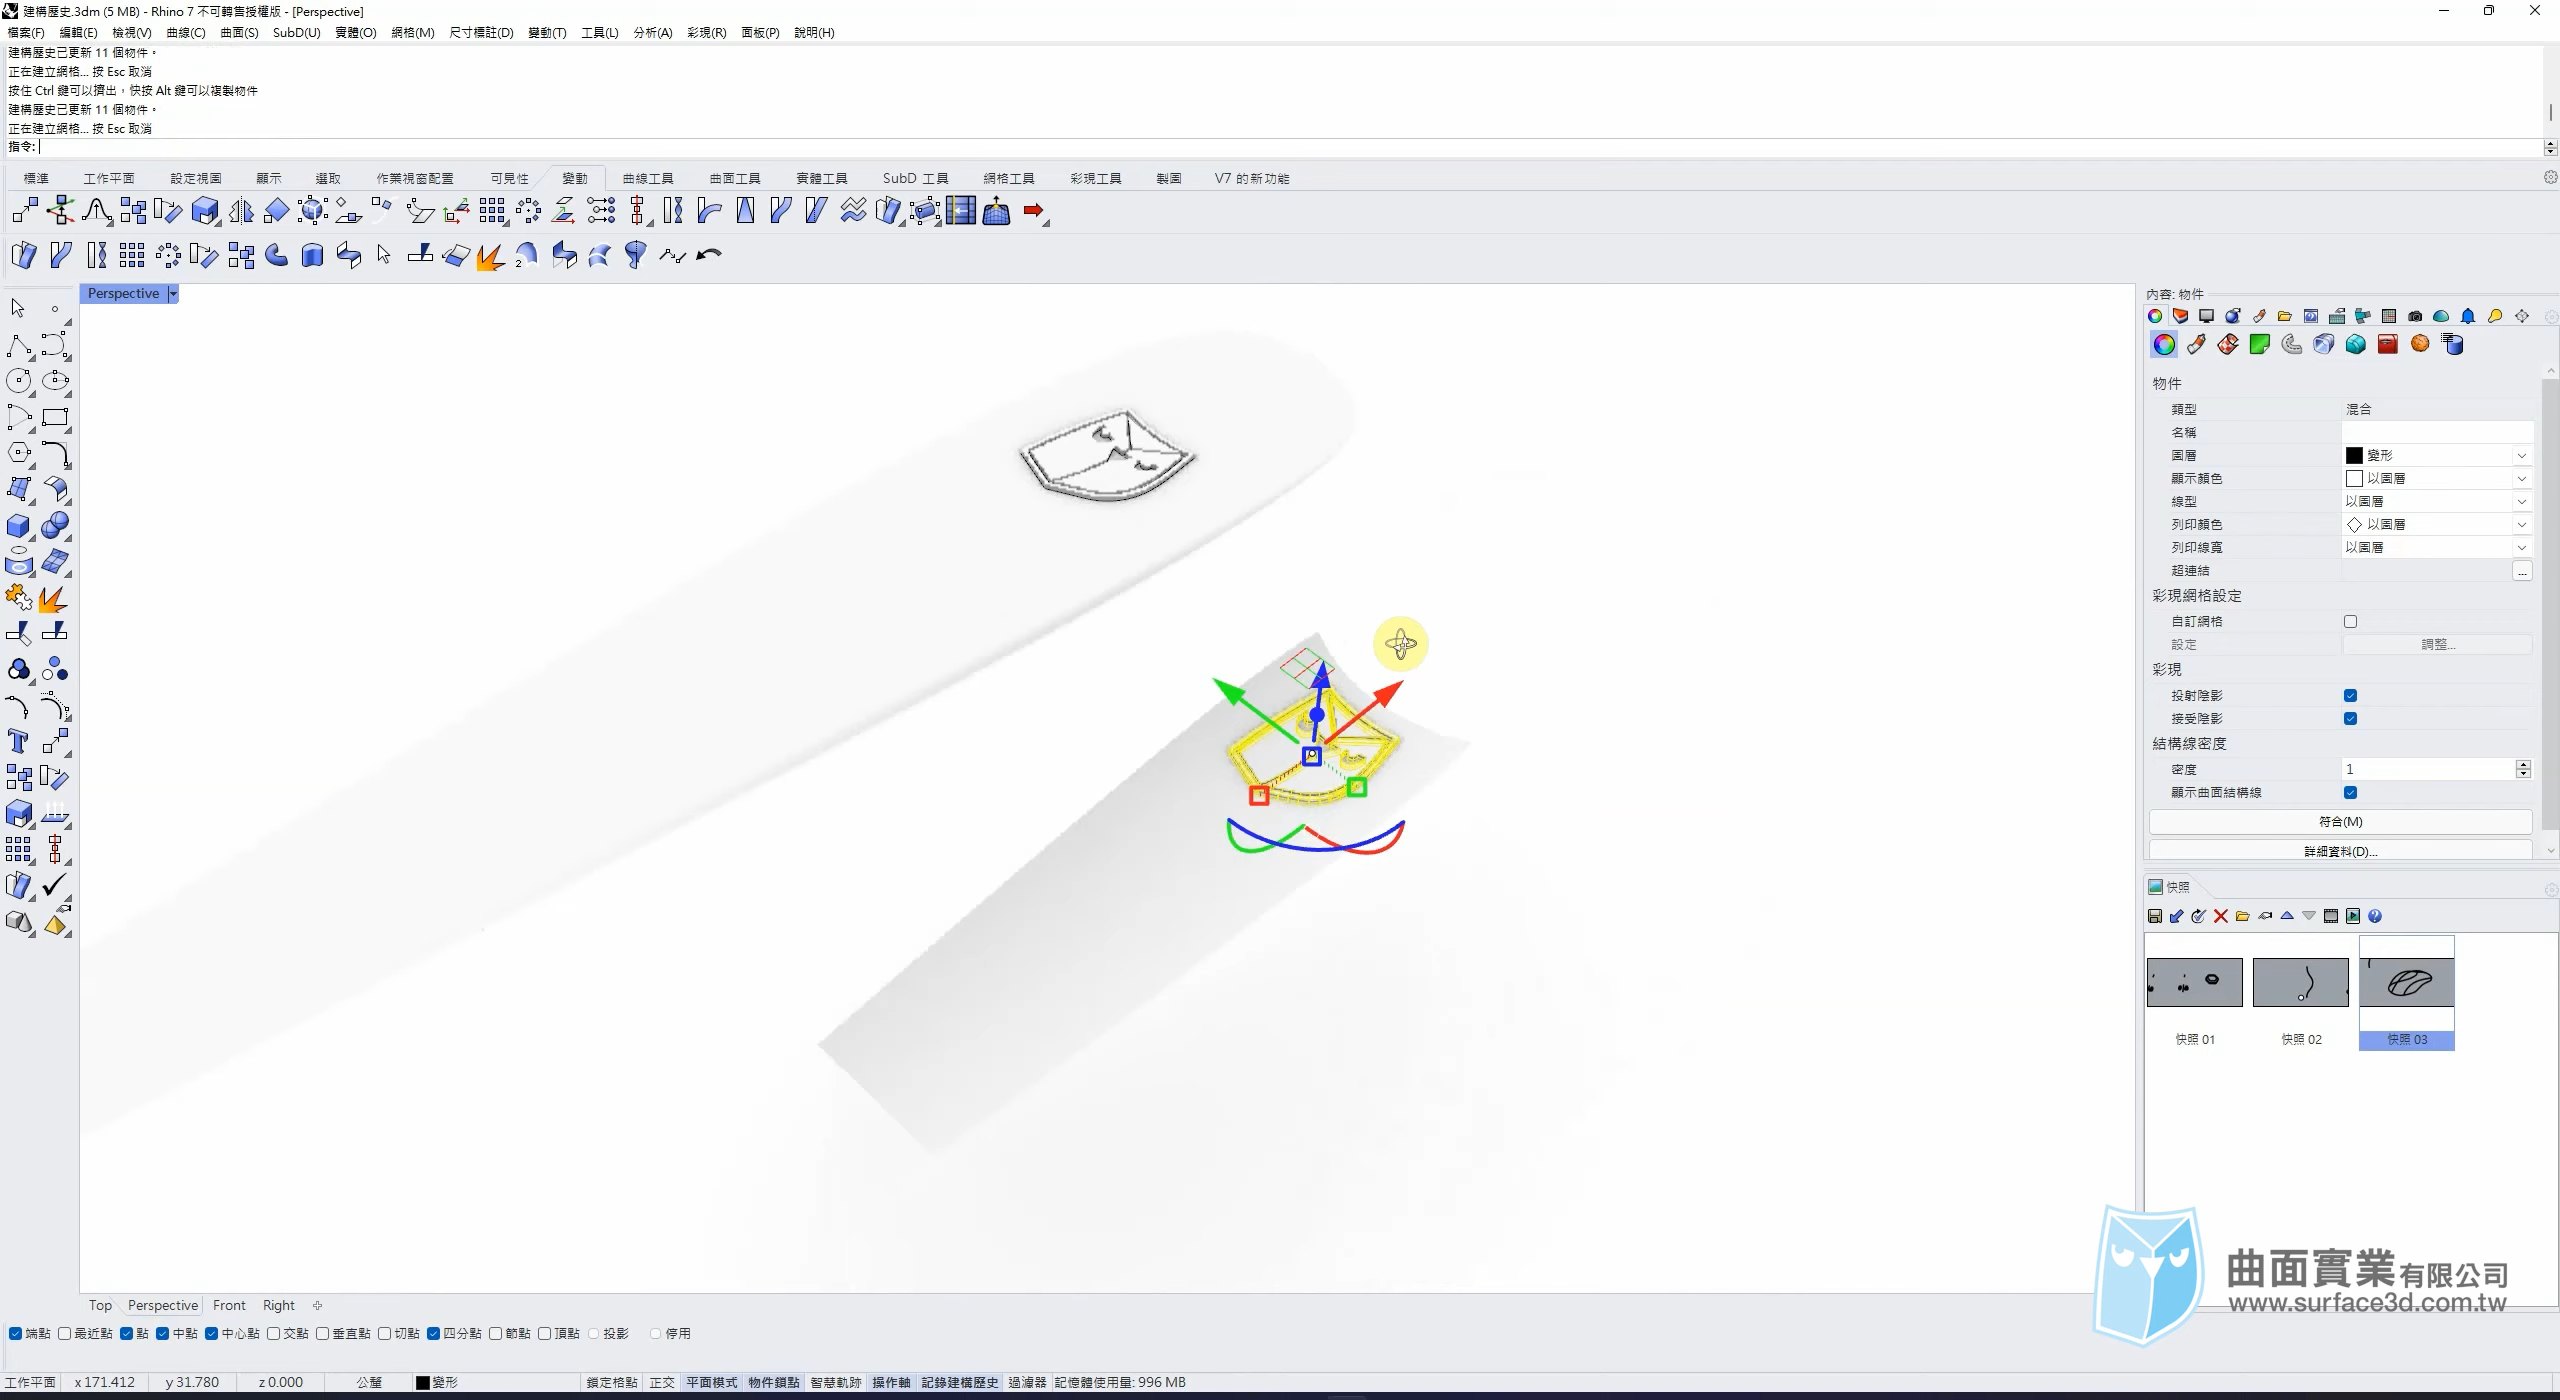 建構歷史.3dm (5 MB) - Rhino 7 不可轉售授權版 - [Perspective]
檔案(F) 編輯(E) 檢視(V) 曲線(C) 曲面(S) SubD(U) 實體(O) 網格(M) 尺寸標註(D) 變動(T) 工具(L) 分析(A) 彩現(R) 面板(P) 說明(H)
建構歷史已更新 11 個物件。
正在建立網格... 按 Esc 取消
按住 Ctrl 鍵可以擠出，快按 Alt 鍵可以複製物件
建構歷史已更新 11 個物件。
正在建立網格... 按 Esc 取消
指令:
標準 工作平面 設定視圖 顯示 選取 作業視窗配置 可見性 變動 曲線工具 曲面工具 實體工具 SubD 工具 網格工具 彩現工具 製圖 V7 的新功能
Perspective
內容: 物件
物件
類型 混合
名稱
圖層 變形
顯示顏色 以圖層
線型 以圖層
列印顏色 以圖層
列印線寬 以圖層
超連結 ...
彩現網格設定
自訂網格
設定 調整...
彩現
投射陰影
接受陰影
結構線密度
密度 1
顯示曲面結構線
符合(M)
詳細資料(D)...
快照
快照 01 快照 02 快照 03
曲面實業有限公司
www.surface3d.com.tw
Top Perspective Front Right
端點 最近點 點 中點 中心點 交點 垂直點 切點 四分點 節點 頂點 投影 停用
工作平面 x 171.412 y 31.780 z 0.000 公釐 變形 鎖定格點 正交 平面模式 物件鎖點 智慧軌跡 操作軸 記錄建構歷史 過濾器 記憶體使用量: 996 MB